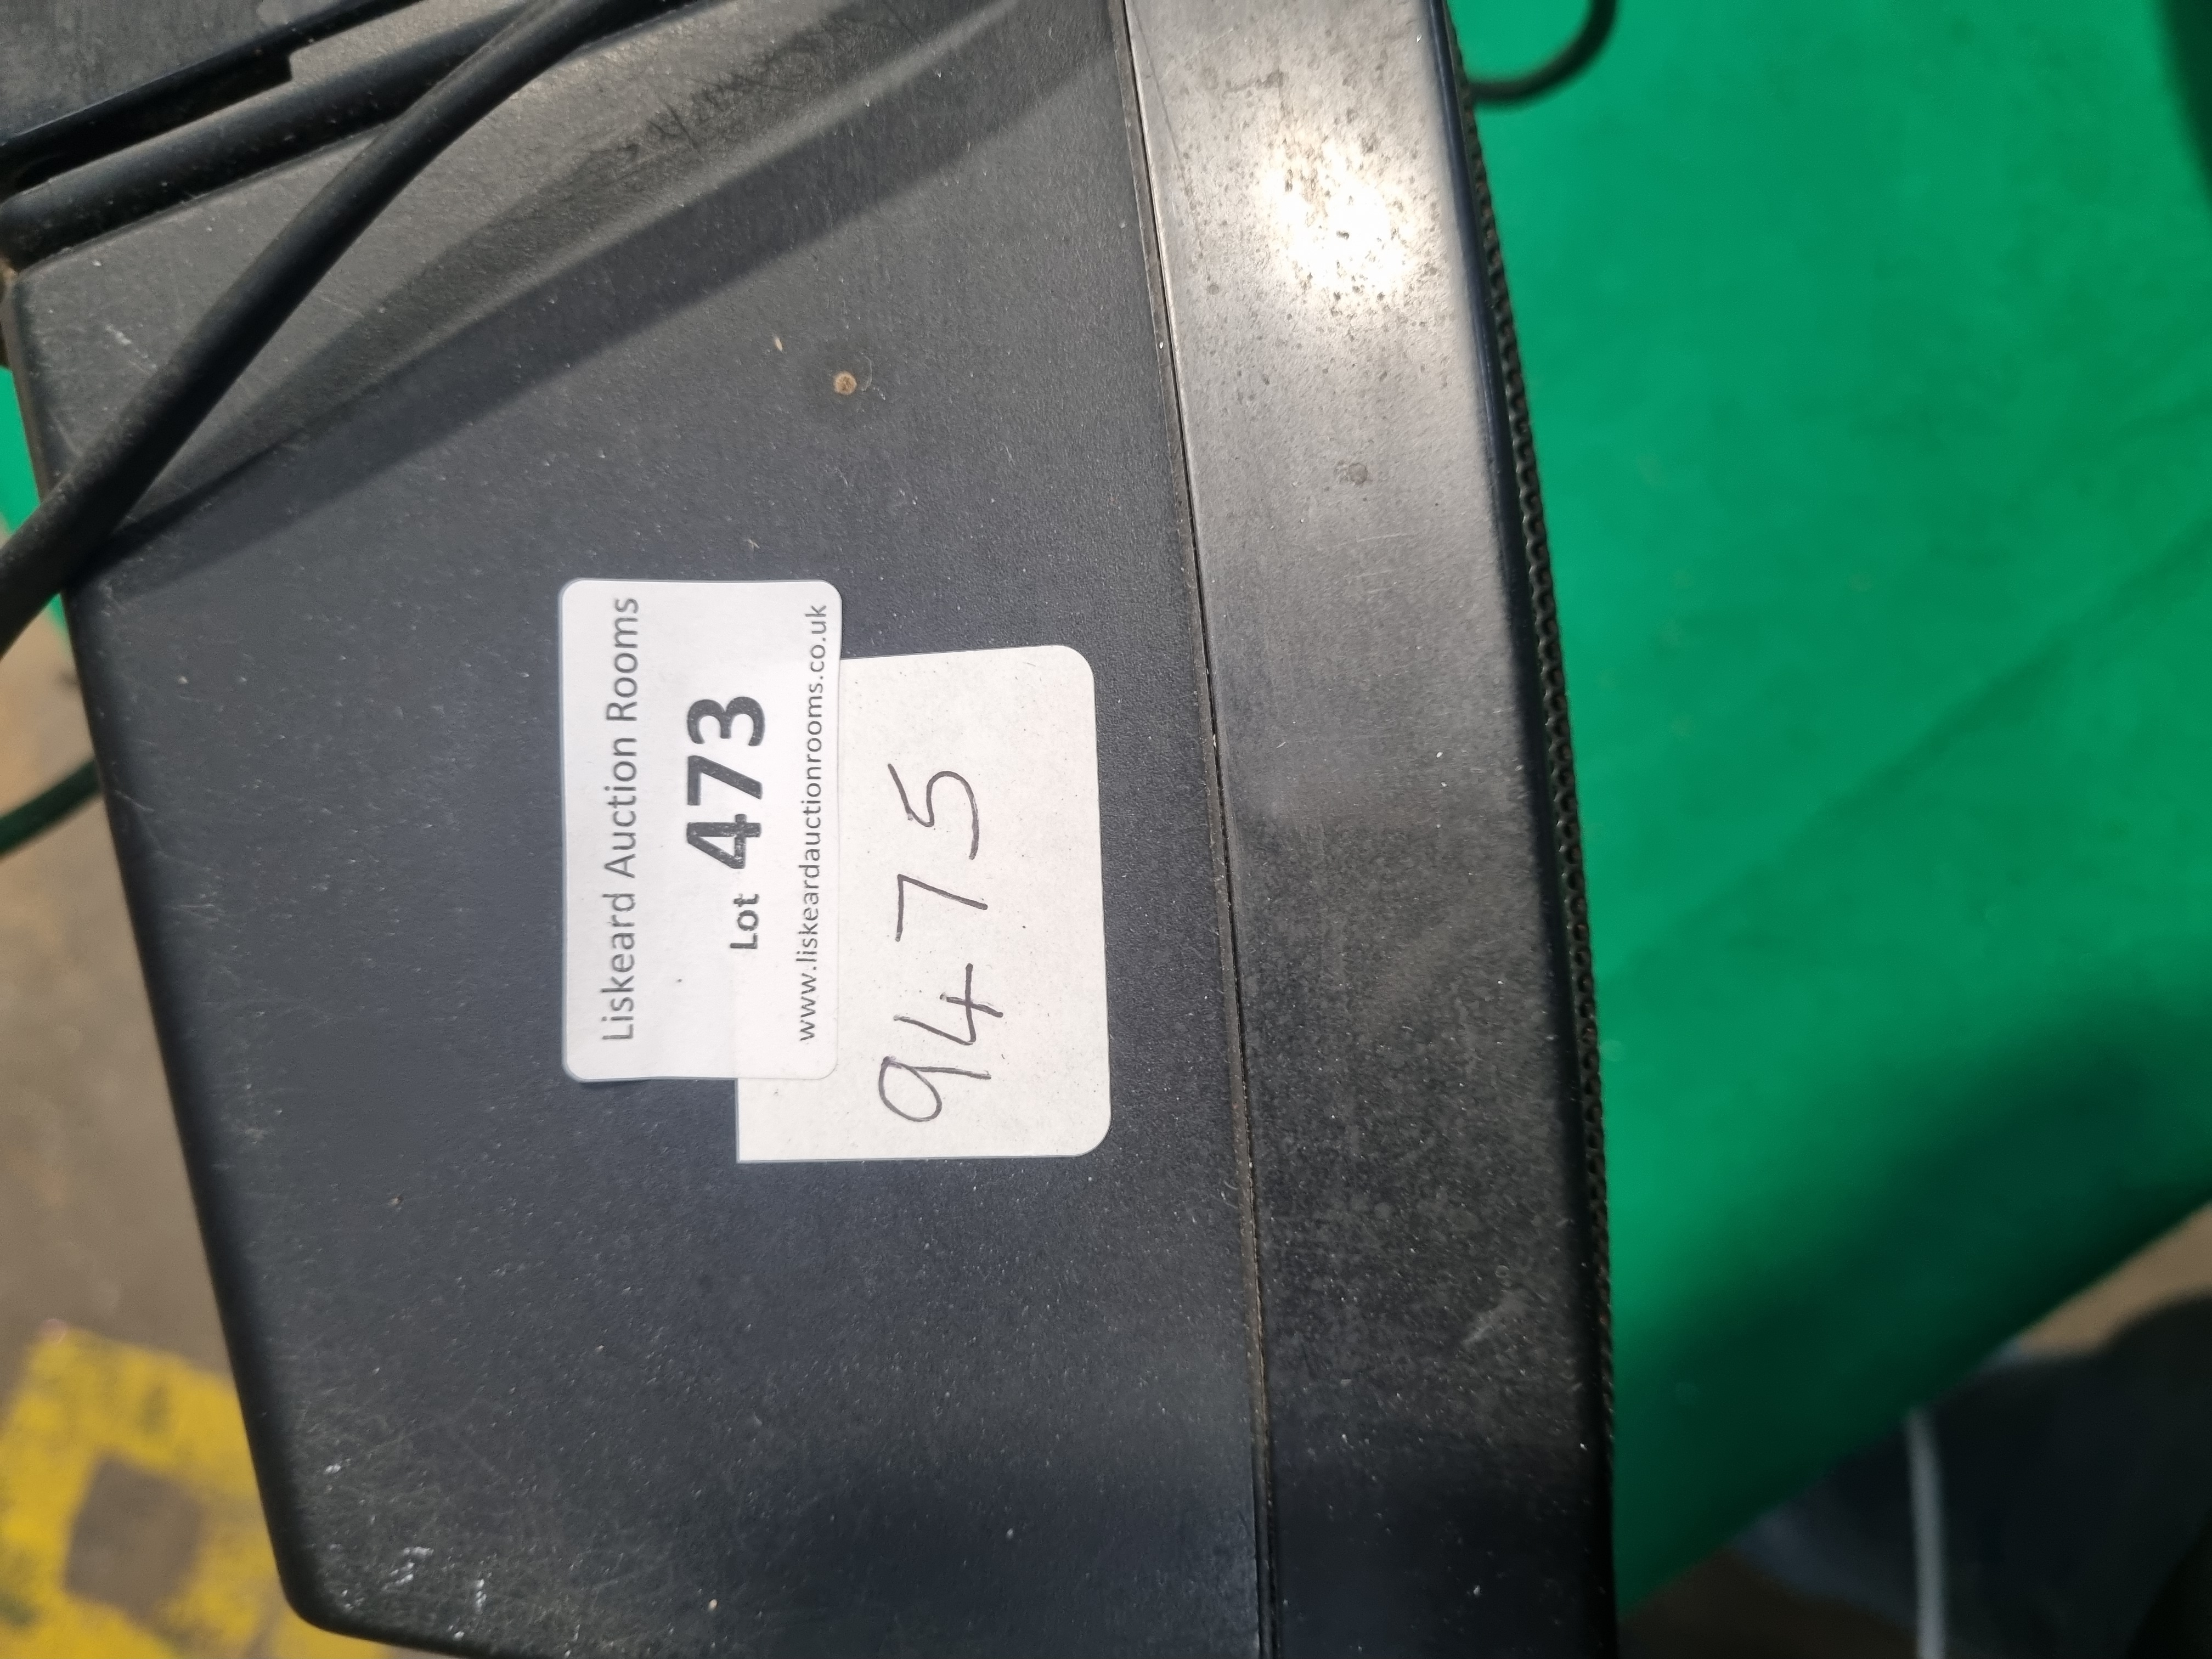 Liskeard Auction Rooms
Lot 473
www.liskeardauctionrooms.co.uk
9475